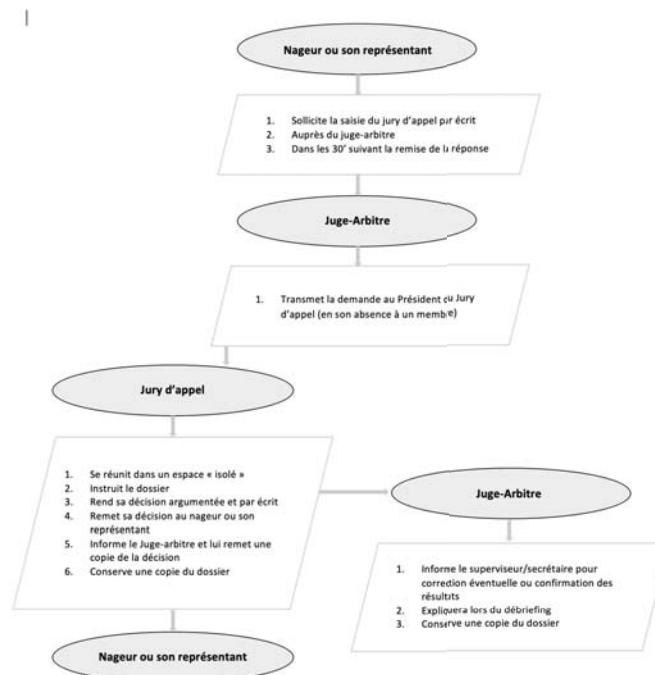 Nageur ou son représentant
1. Sollicite la saisie du jury d'appel par écrit
2. Auprès du juge-arbitre
3. Dans les 30' suivant la remise de la réponse
Juge-Arbitre
1. Transmet la demande au Président du Jury
d'appel (en son absence à un membre)
Jury d'appel
1. Se réunit dans un espace « isolé »
2. Instruit le dossier
3. Rend sa décision argumentée et par écrit
4. Remet sa décision au nageur ou son
représentant
5. Informe le Juge-arbitre et lui remet une
copie de la décision
6. Conserve une copie du dossier
Juge-Arbitre
1. Informe le superviseur/secrétaire pour
correction éventuelle ou confirmation des
résultats
2. Expliquera lors du débriefing
3. Conserve une copie du dossier
Nageur ou son représentant